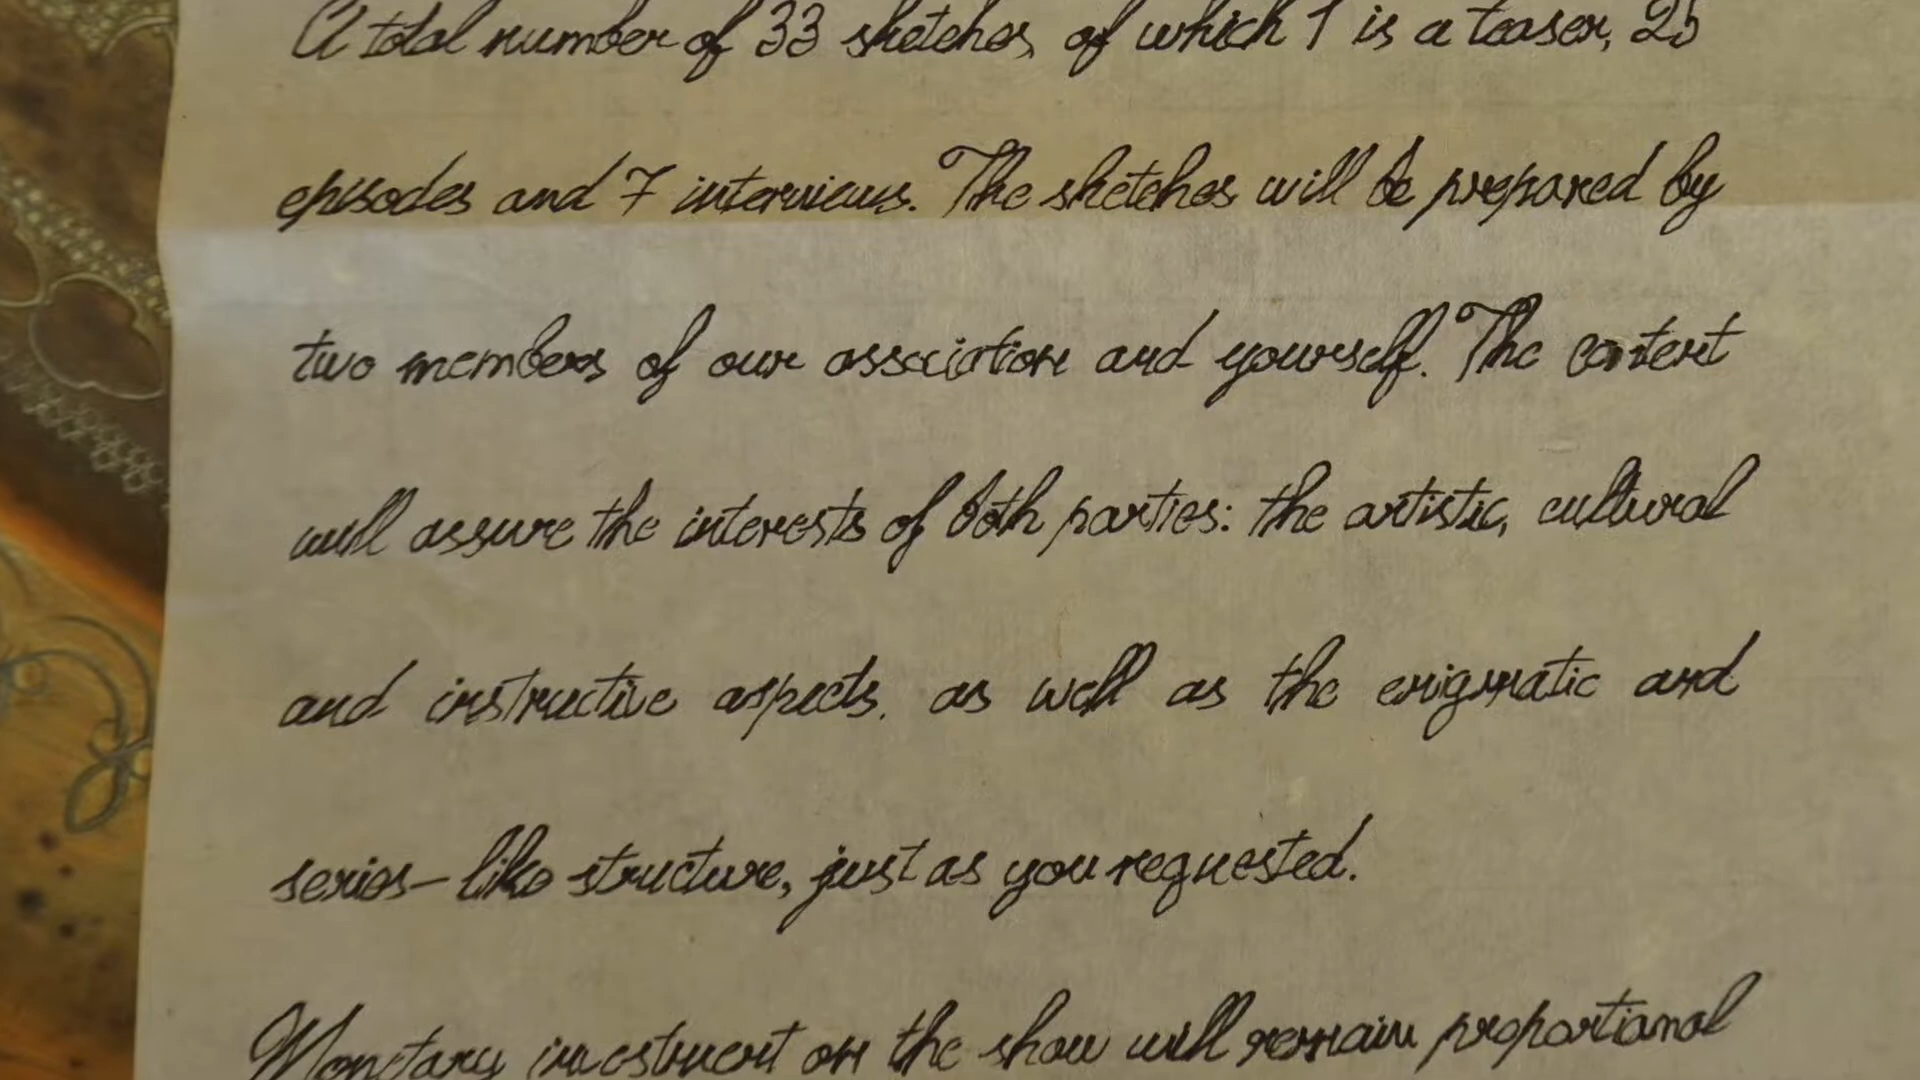 A total number of 33 sketches, of which 1 is a teaser, 25
episodes and 7 interviews. The sketches will be prepared by
two members of our association and yourself. The content
will assure the interests of both parties: the artistic, cultural
and instructive aspects, as well as the enigmatic and
series-like structure, just as you requested.
Monetary investment on the show will remain proportional